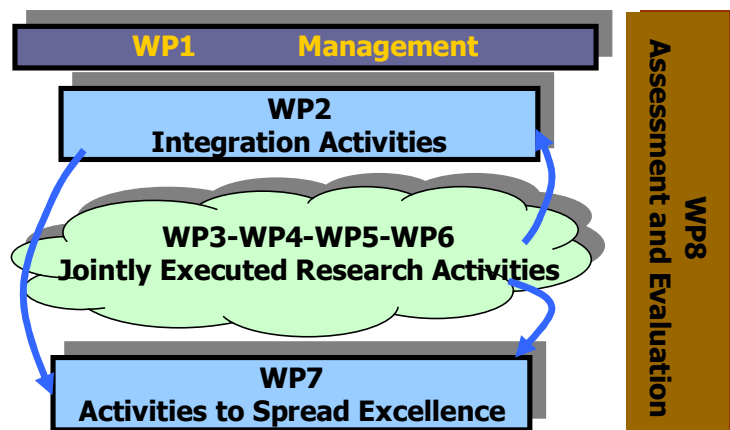 WP1 Management
WP2
Integration Activities
WP3-WP4-WP5-WP6
Jointly Executed Research Activities
WP7
Activities to Spread Excellence
WP8
Assessment and Evaluation